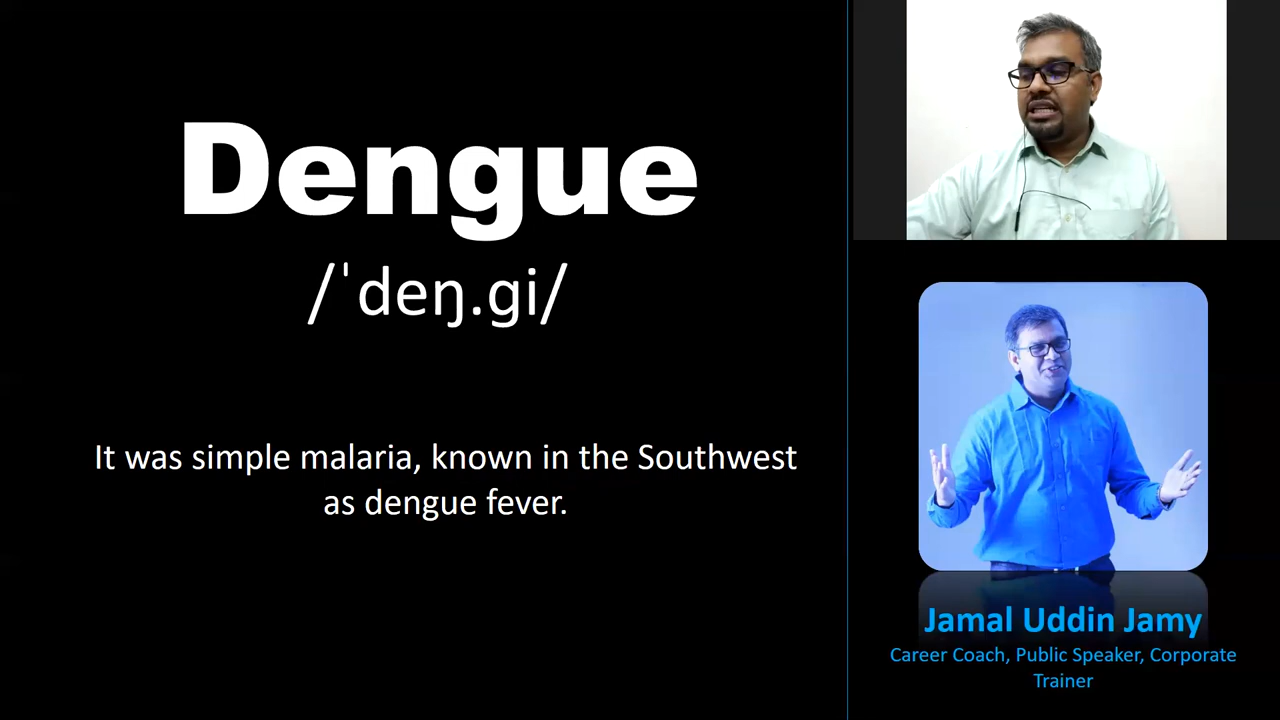 Dengue
/ˈdeŋ.gi/
It was simple malaria, known in the Southwest
as dengue fever.
Jamal Uddin Jamy
Career Coach, Public Speaker, Corporate
Trainer